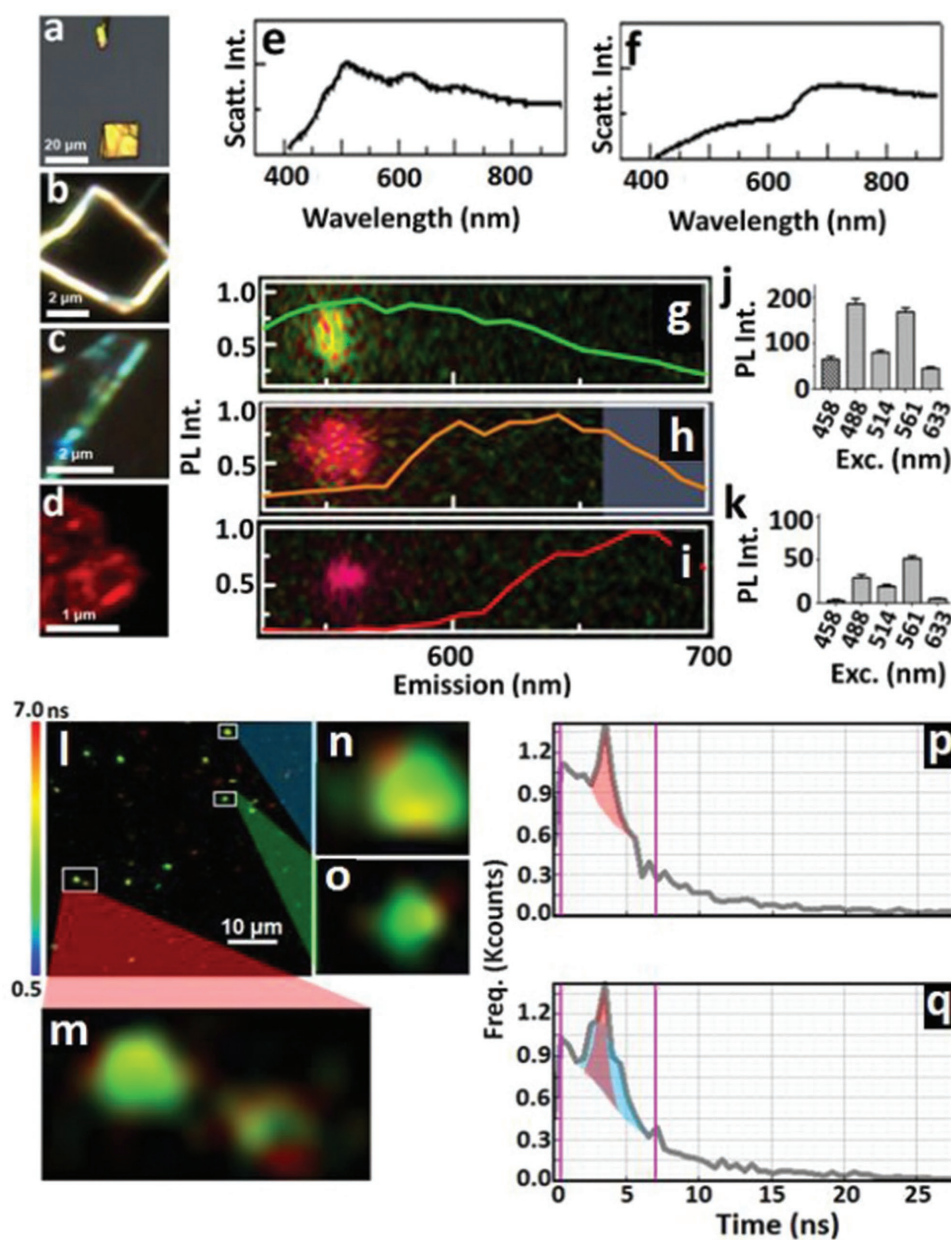 a
20 µm
b
2 µm
c
2 µm
d
1 µm
e
Scatt. Int.
400 600 800
Wavelength (nm)
f
Scatt. Int.
400 600 800
Wavelength (nm)
PL Int.
1.0
0.5
g
1.0
0.5
h
1.0
0.5
i
600 700
Emission (nm)
j
PL Int.
200
100
0
458 488 514 561 633
Exc. (nm)
k
PL Int.
100
50
0
458 488 514 561 633
Exc. (nm)
7.0 ns
0.5
l
10 µm
m
n
o
Freq. (Kcounts)
p
1.2
0.9
0.6
0.3
0.0
q
1.2
0.9
0.6
0.3
0.0
0 5 10 15 20 25
Time (ns)